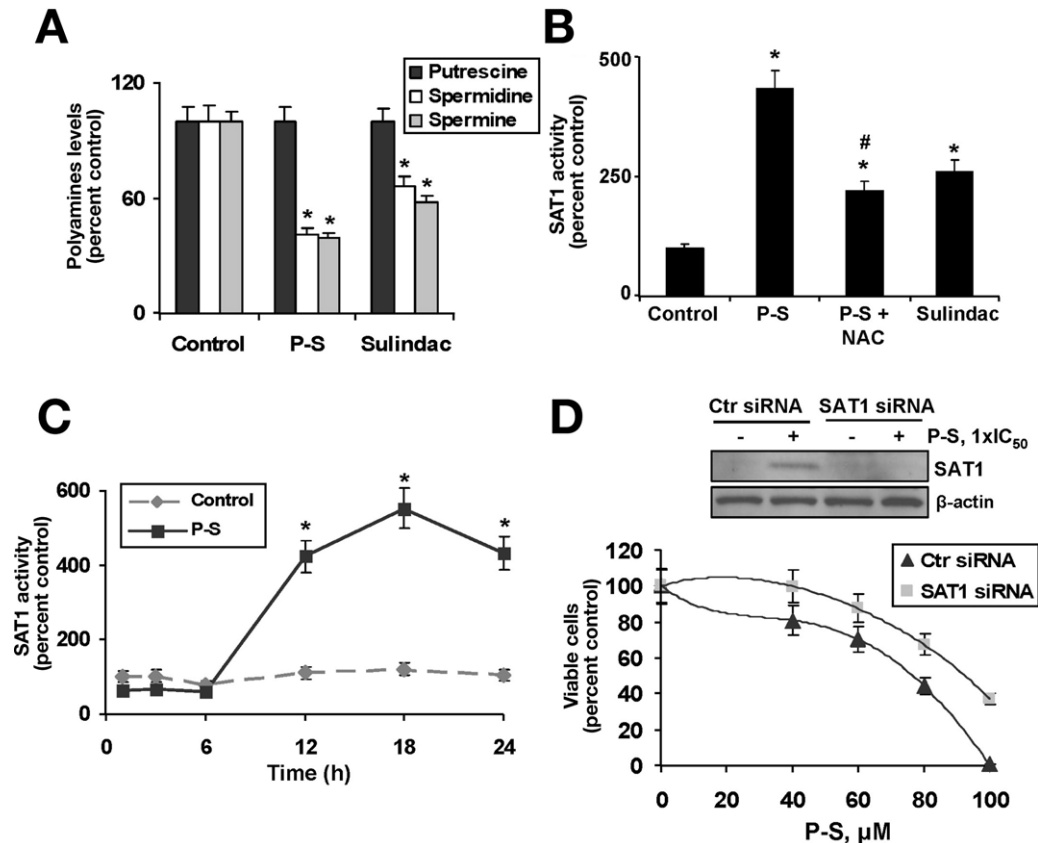 A
Polyamines levels
(percent control)
120
60
0
Putrescine
Spermidine
Spermine
* *
* *
Control P-S Sulindac
B
SAT1 activity
(percent control)
500
250
0
*
#
*
*
Control P-S P-S + Sulindac
NAC
C
SAT1 activity
(percent control)
600
400
200
0
Control
P-S
* * *
0 6 12 18 24
Time (h)
D
Ctr siRNA SAT1 siRNA
- + - + P-S, 1xIC50
SAT1
β-actin
Viable cells
(percent control)
120
100
80
60
40
20
0
Ctr siRNA
SAT1 siRNA
0 20 40 60 80 100
P-S, µM